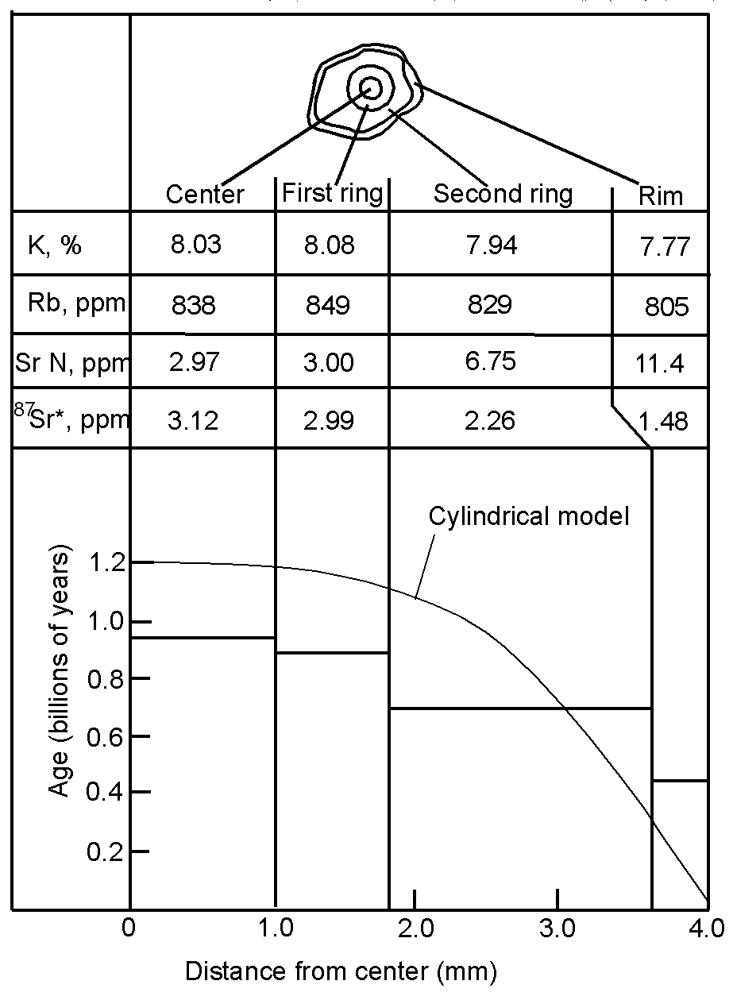 Center First ring Second ring Rim
K, % 8.03 8.08 7.94 7.77
Rb, ppm 838 849 829 805
Sr N, ppm 2.97 3.00 6.75 11.4
87Sr*, ppm 3.12 2.99 2.26 1.48
Cylindrical model
Age (billions of years)
1.2
1.0
0.8
0.6
0.4
0.2
0 1.0 2.0 3.0 4.0
Distance from center (mm)